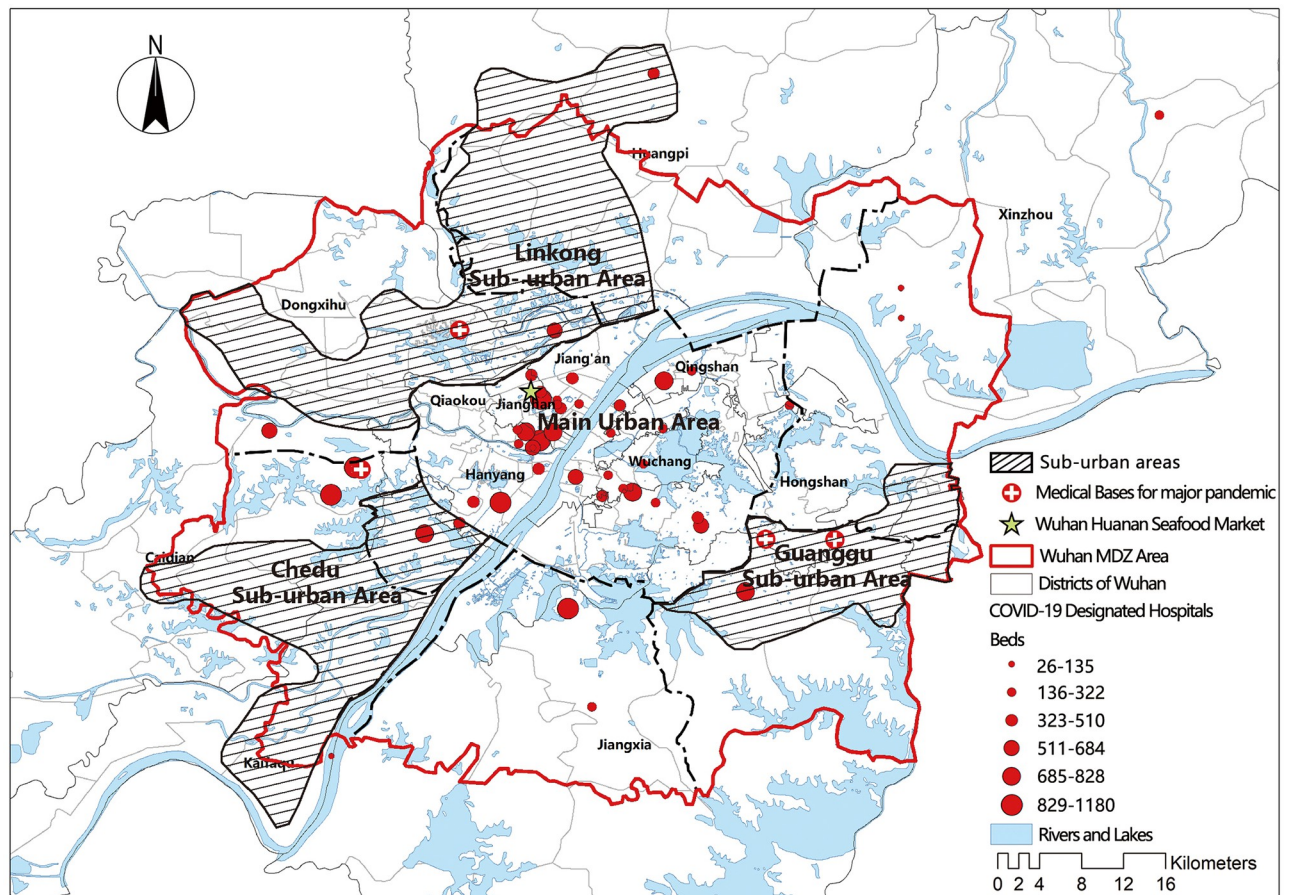 N
Huangpi
Xinzhou
Linkong
Sub-urban Area
Dongxihu
Jiang'an
Qingshan
Qiaokou
Jianghan
Main Urban Area
Wuchang
Hanyang
Hongshan
Caidian
Chedu
Sub-urban Area
Guanggu
Sub-urban Area
Jiangxia
Sub-urban areas
Medical Bases for major pandemic
Wuhan Huanan Seafood Market
Wuhan MDZ Area
Districts of Wuhan
COVID-19 Designated Hospitals
Beds
26-135
136-322
323-510
511-684
685-828
829-1180
Rivers and Lakes
Kilometers
0 2 4 8 12 16